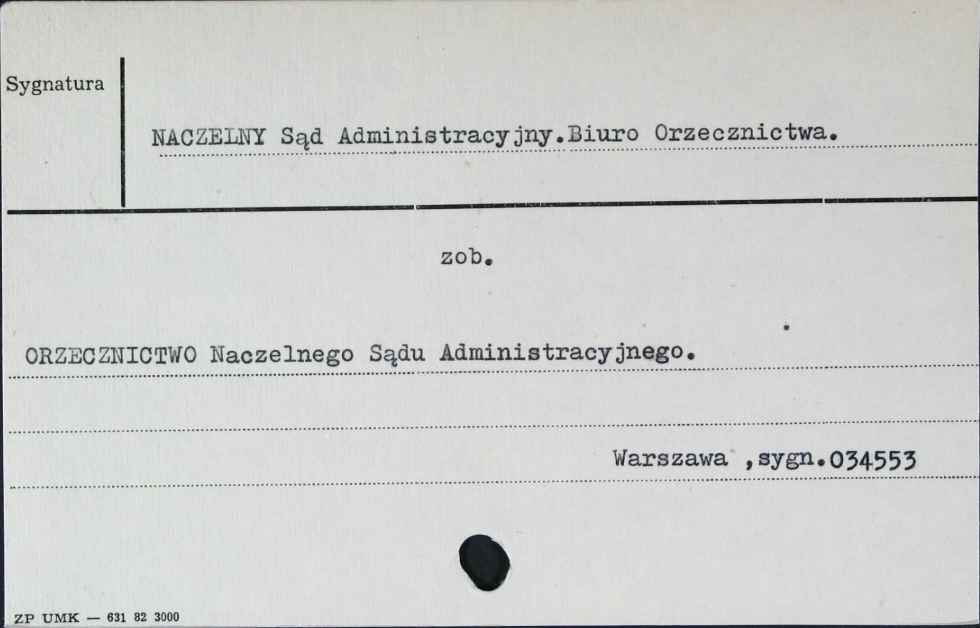 Sygnatura
NACZELNY Sąd Administracyjny.Biuro Orzecznictwa.
zob.
ORZECZNICTWO Naczelnego Sądu Administracyjnego.
Warszawa ,sygn.034553
ZP UMK — 631 82 3000